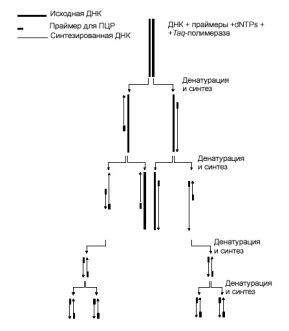 Исходная ДНК
Праймер для ПЦР
Синтезированная ДНК
ДНК + праймеры +dNTPs +
+Taq-полимераза
Денатурация
и синтез
Денатурация
и синтез
Денатурация
и синтез
Денатурация
и синтез